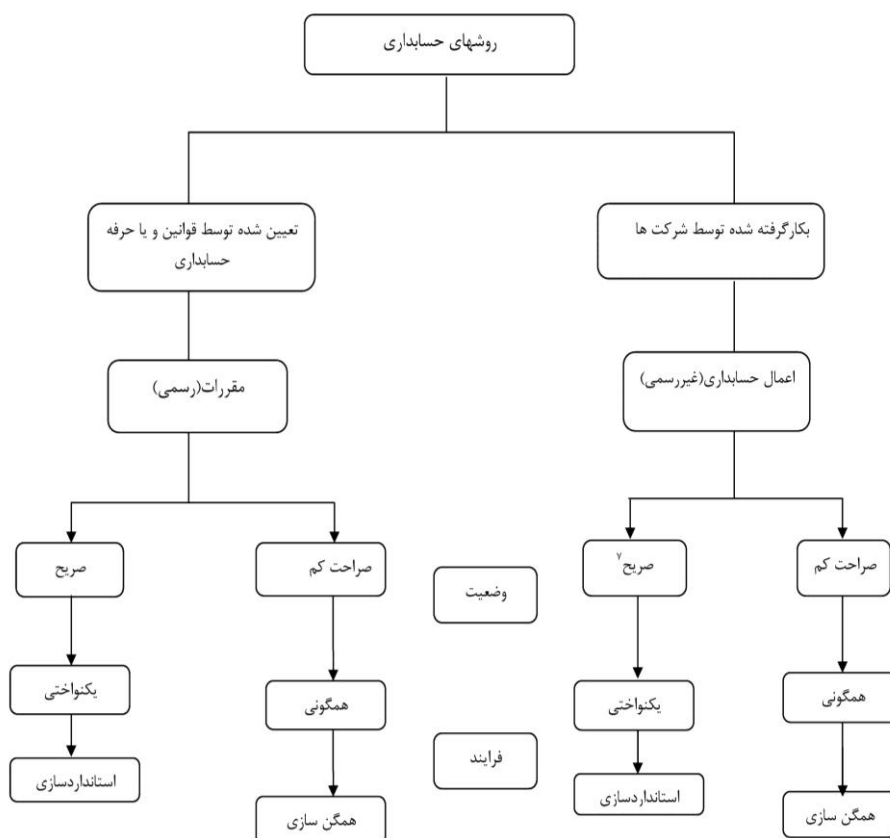 روشهای حسابداری
بکارگرفته شده توسط شرکت ها
تعیین شده توسط قوانین و یا حرفه
حسابداری
اعمال حسابداری(غیررسمی)
مقررات(رسمی)
صراحت کم
صریح۷
وضعیت
صراحت کم
صریح
همگونی
یکنواختی
همگونی
یکنواختی
فرایند
همگن سازی
استانداردسازی
همگن سازی
استانداردسازی